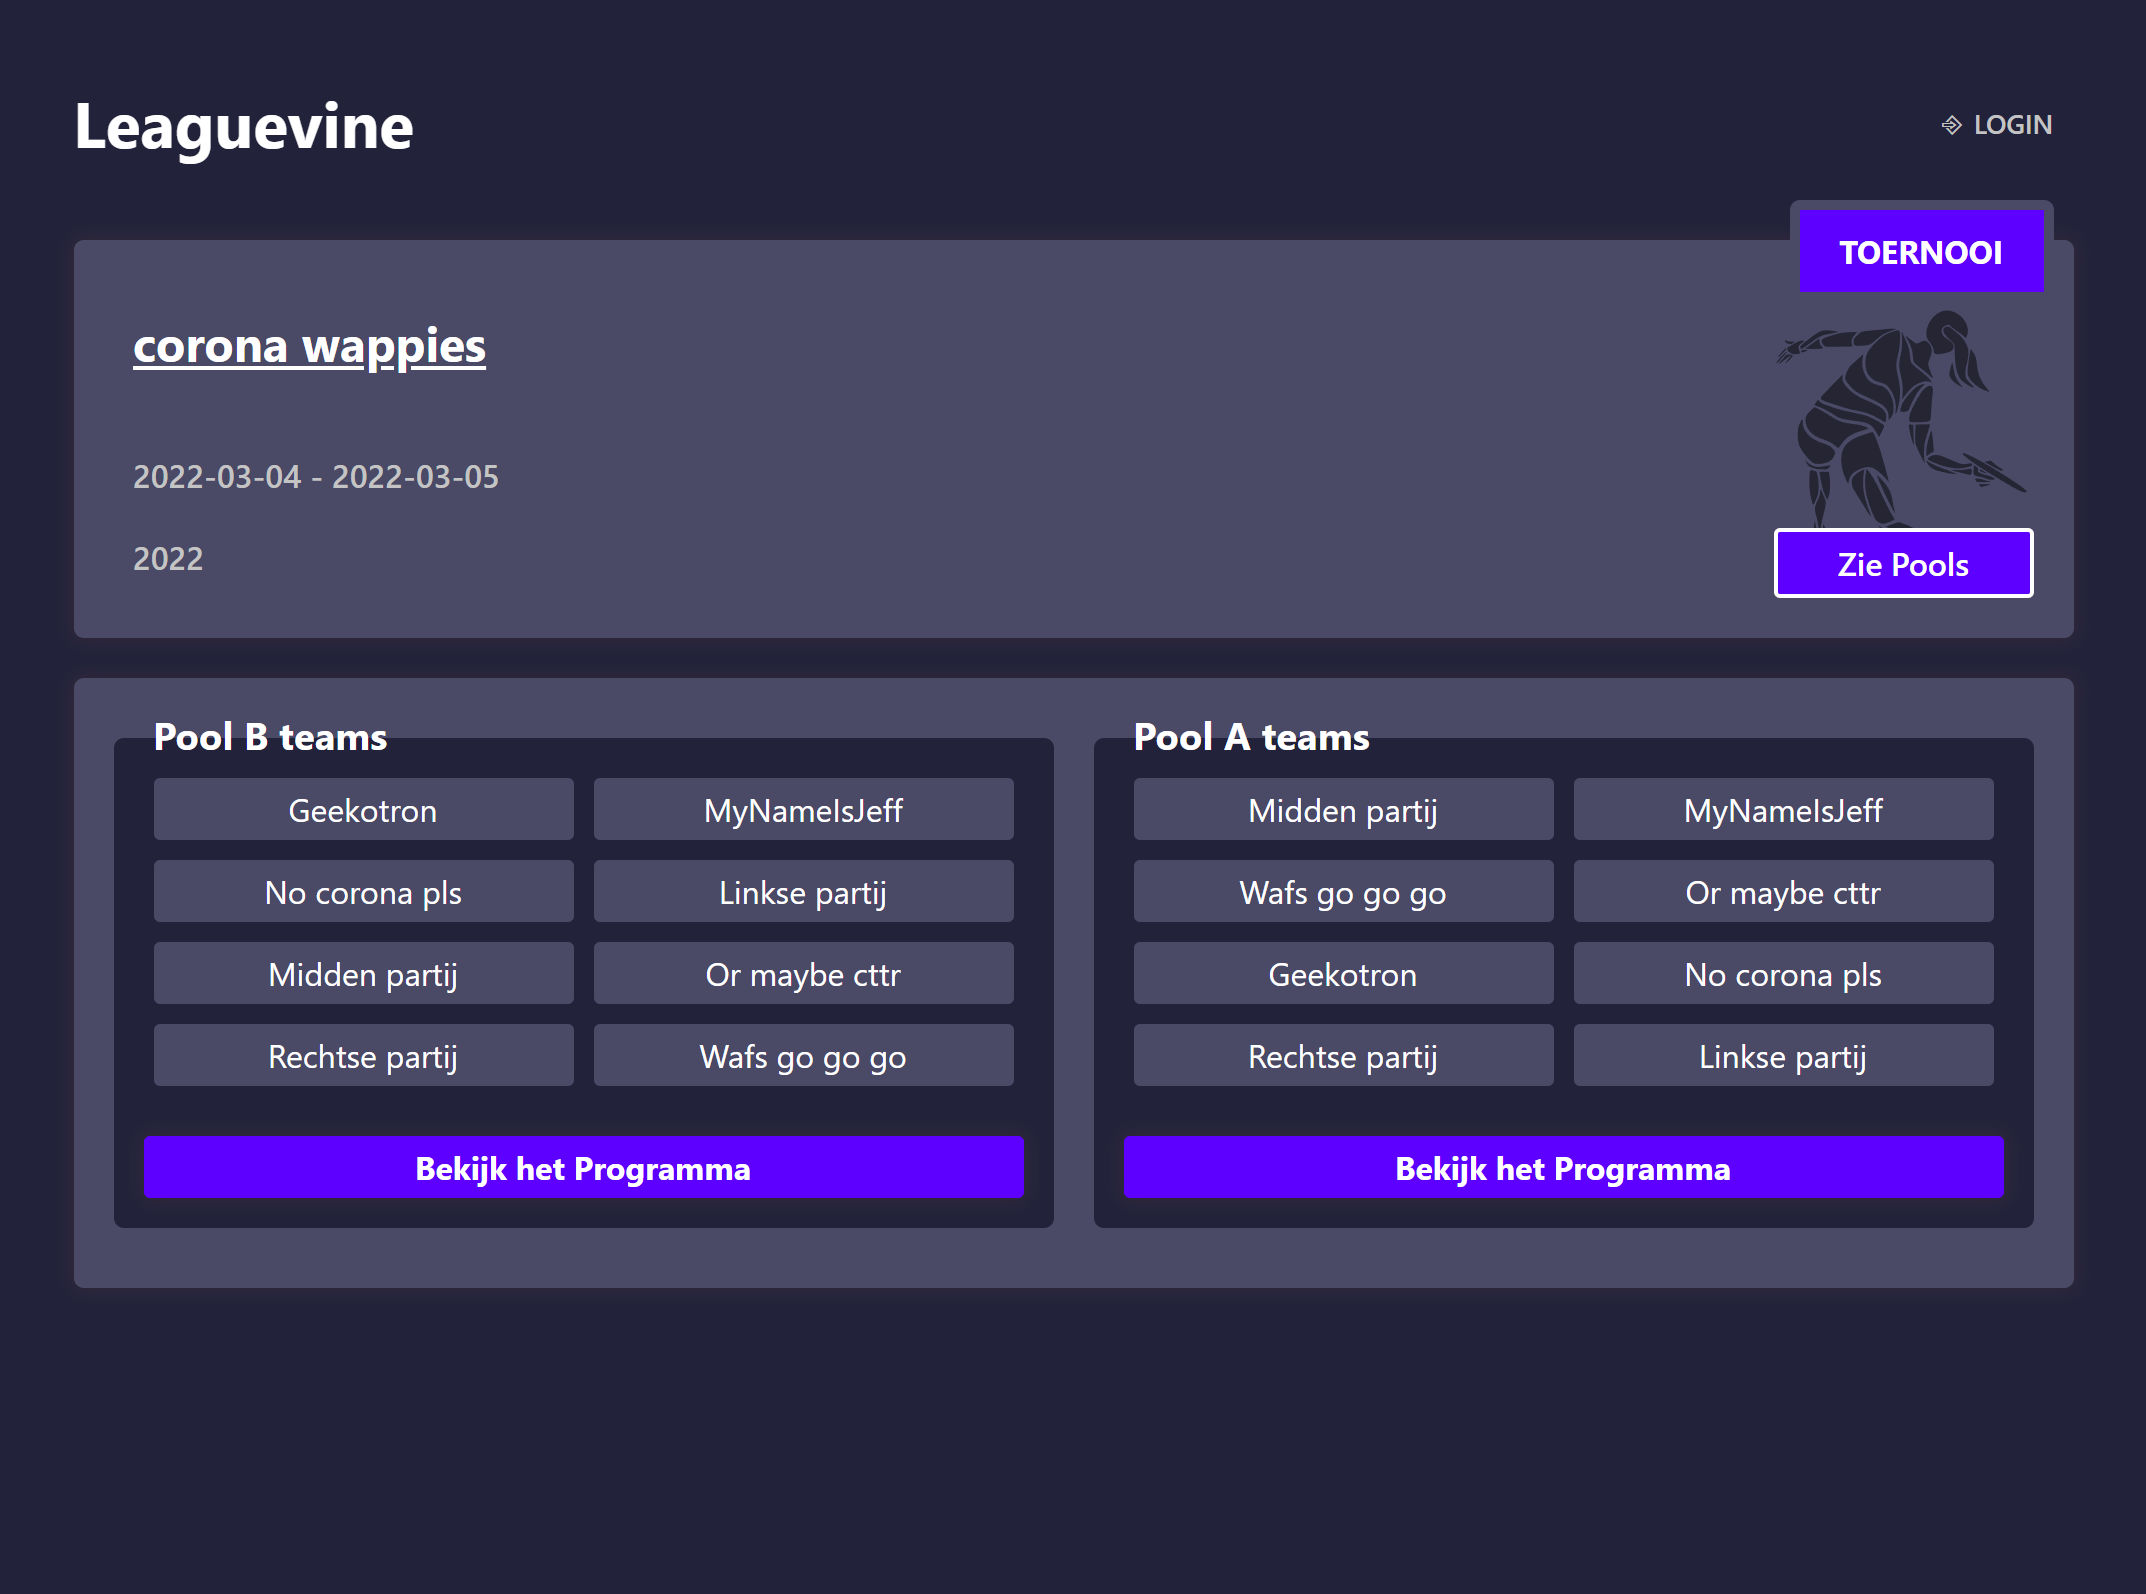 Leaguevine
LOGIN
TOERNOOI
corona wappies
2022-03-04 - 2022-03-05
2022
Zie Pools
Pool B teams
Geekotron
MyNameIsJeff
No corona pls
Linkse partij
Midden partij
Or maybe cttr
Rechtse partij
Wafs go go go
Bekijk het Programma
Pool A teams
Midden partij
MyNameIsJeff
Wafs go go go
Or maybe cttr
Geekotron
No corona pls
Rechtse partij
Linkse partij
Bekijk het Programma